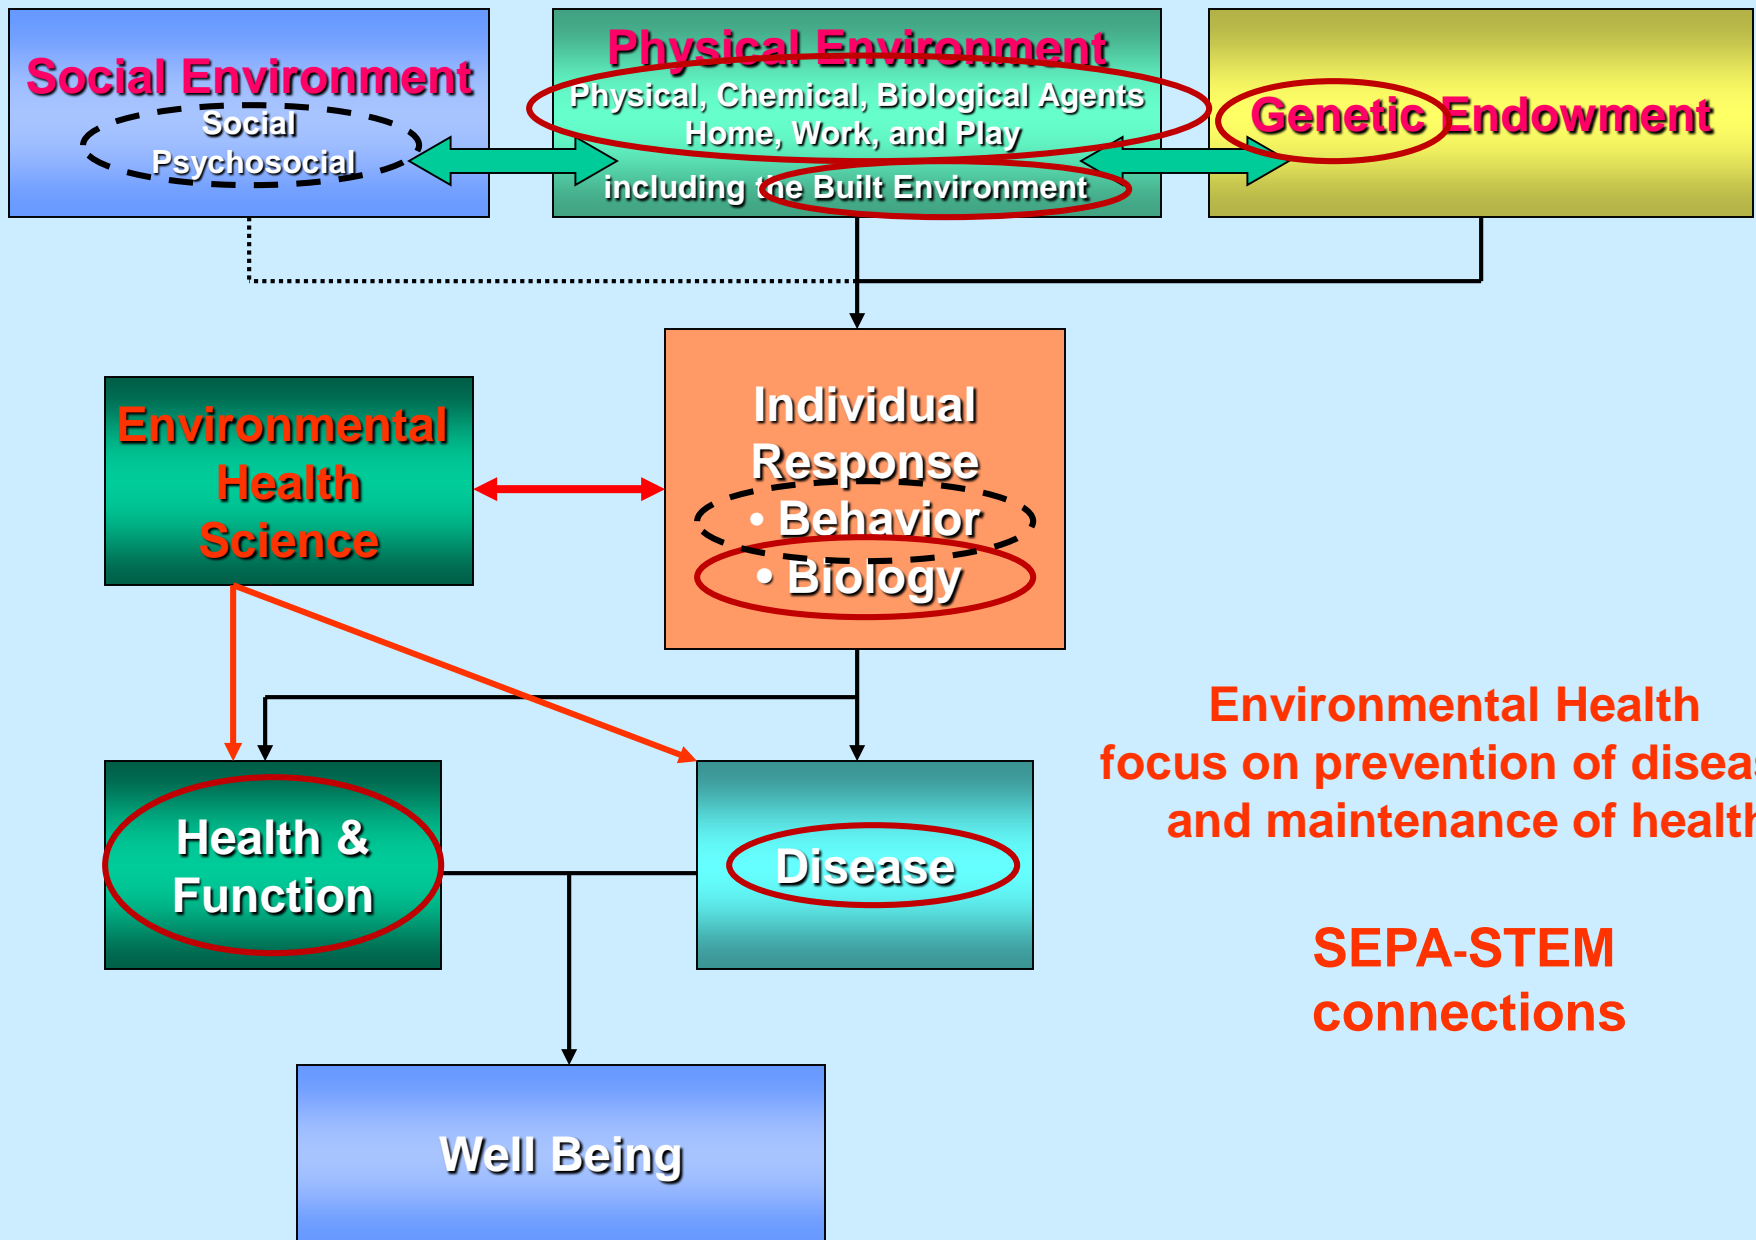 Social Environment
Social
Psychosocial
Physical Environment
Physical, Chemical, Biological Agents
Home, Work, and Play
including the Built Environment
Genetic Endowment
Environmental
Health
Science
Individual
Response
• Behavior
• Biology
Environmental Health
focus on prevention of diseas
and maintenance of health
Health &
Function
Disease
SEPA-STEM
connections
Well Being